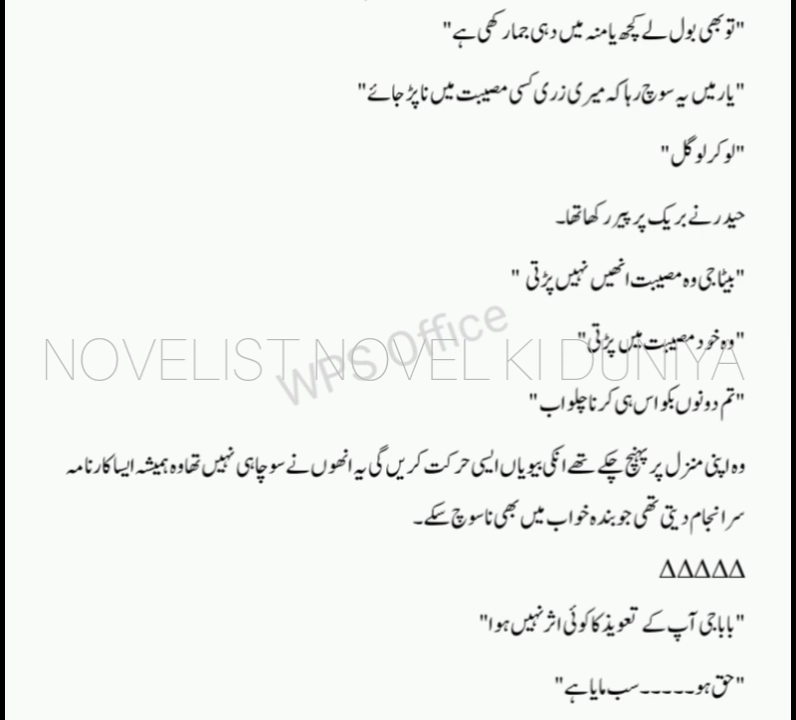 "تو بھی بول لے کچھ یا منہ میں دہی جما رکھی ہے"
"یار میں یہ سوچ رہا کہ میری زری کسی مصیبت میں نا پڑ جائے"
"لو کر لو گل"
حیدر نے بریک پر پیر رکھا تھا۔
"بیٹا جی وہ مصیبت انھیں نہیں پڑتی "
"وہ خود مصیبت ہیں پڑتی"
NOVELIST NOVEL KI DUNIYA
WPS Office
"تم دونوں بکواس ہی کرنا چلو اب"
وہ اپنی منزل پر پہنچ چکے تھے انکی بیویاں ایسی حرکت کریں گی یہ انھوں نے سوچا ہی نہیں تھا وہ ہمیشہ ایسا کارنامہ
سر انجام دیتی تھی جو بندہ خواب میں بھی نا سوچ سکے۔
ΔΔΔΔΔ
"بابا جی آپ کے تعویذ کا کوئی اثر نہیں ہوا"
"حق ہو۔۔۔۔۔سب مایا ہے"